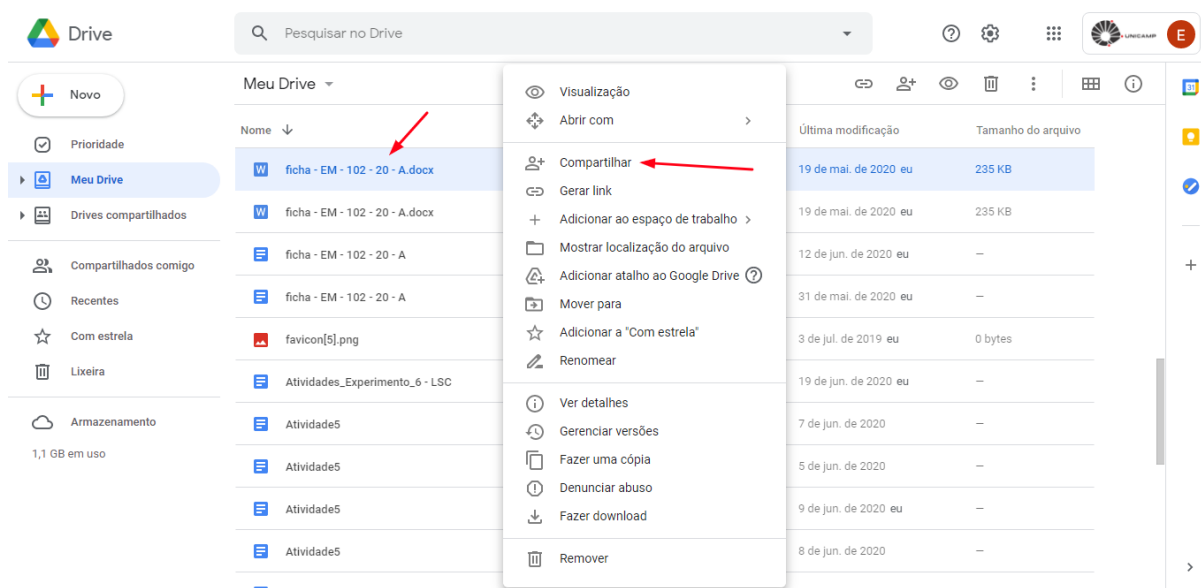 Drive
Pesquisar no Drive
UNICAMP
E
Novo
Prioridade
Meu Drive
Drives compartilhados
Compartilhados comigo
Recentes
Com estrela
Lixeira
Armazenamento
1,1 GB em uso
Meu Drive
31
Nome Última modificação Tamanho do arquivo
W ficha - EM - 102 - 20 - A.docx 19 de mai. de 2020 eu 235 KB
W ficha - EM - 102 - 20 - A.docx 19 de mai. de 2020 eu 235 KB
ficha - EM - 102 - 20 - A 12 de jun. de 2020 eu –
ficha - EM - 102 - 20 - A 31 de mai. de 2020 eu –
favicon[5].png 3 de jul. de 2019 eu 0 bytes
Atividades_Experimento_6 - LSC 19 de jun. de 2020 eu –
Atividade5 7 de jun. de 2020 –
Atividade5 5 de jun. de 2020 –
Atividade5 9 de jun. de 2020 eu –
Atividade5 8 de jun. de 2020 –
Visualização
Abrir com
Compartilhar
Gerar link
Adicionar ao espaço de trabalho
Mostrar localização do arquivo
Adicionar atalho ao Google Drive
Mover para
Adicionar a "Com estrela"
Renomear
Ver detalhes
Gerenciar versões
Fazer uma cópia
Denunciar abuso
Fazer download
Remover